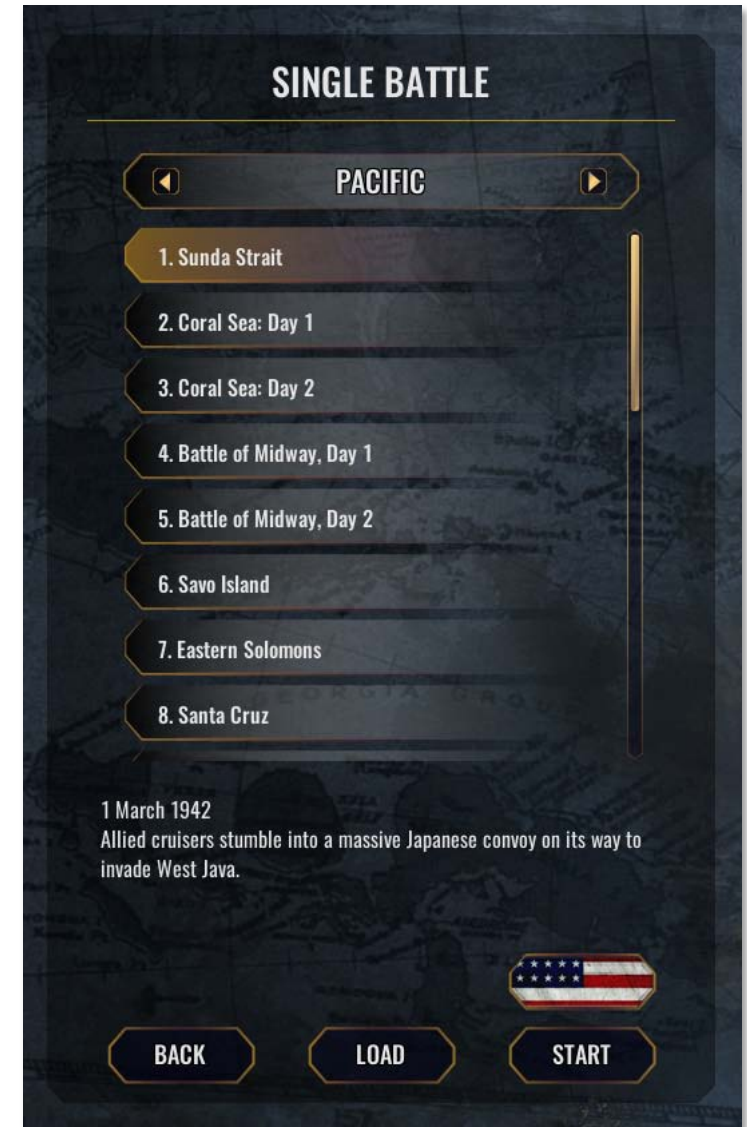 SINGLE BATTLE
PACIFIC
1. Sunda Strait
2. Coral Sea: Day 1
3. Coral Sea: Day 2
4. Battle of Midway, Day 1
5. Battle of Midway, Day 2
6. Savo Island
7. Eastern Solomons
GEORGIA GROUP
8. Santa Cruz
1 March 1942
Allied cruisers stumble into a massive Japanese convoy on its way to
invade West Java.
BACK
LOAD
START